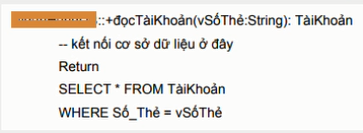 ::+đọcTàiKhoản(vSốThẻ:String): TàiKhoản
-- kết nối cơ sở dữ liệu ở đây
Return
SELECT * FROM TàiKhoản
WHERE Số_Thẻ = vSốThẻ